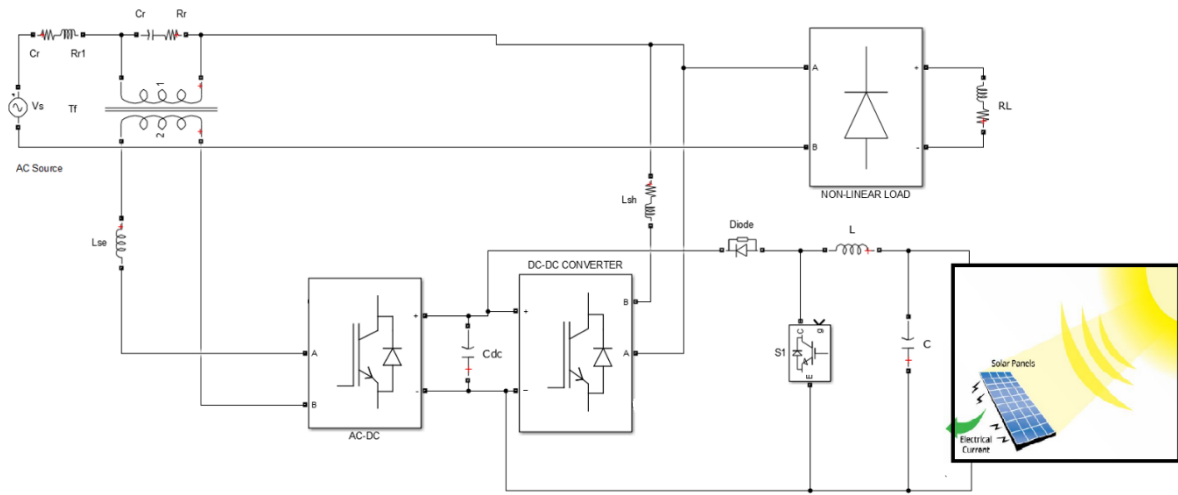 Cr
Rr
Cr
Rr1
+
Vs
Tf
1
2
+
+
AC Source
Lse
+
AC-DC
A
B
+
-
Cdc
+
DC-DC CONVERTER
+
-
B
A
Lsh
+
A
B
+
-
NON-LINEAR LOAD
RL
+
Diode
L
+
S1
C
g
E
C
+
Solar Panels
Electrical
Current